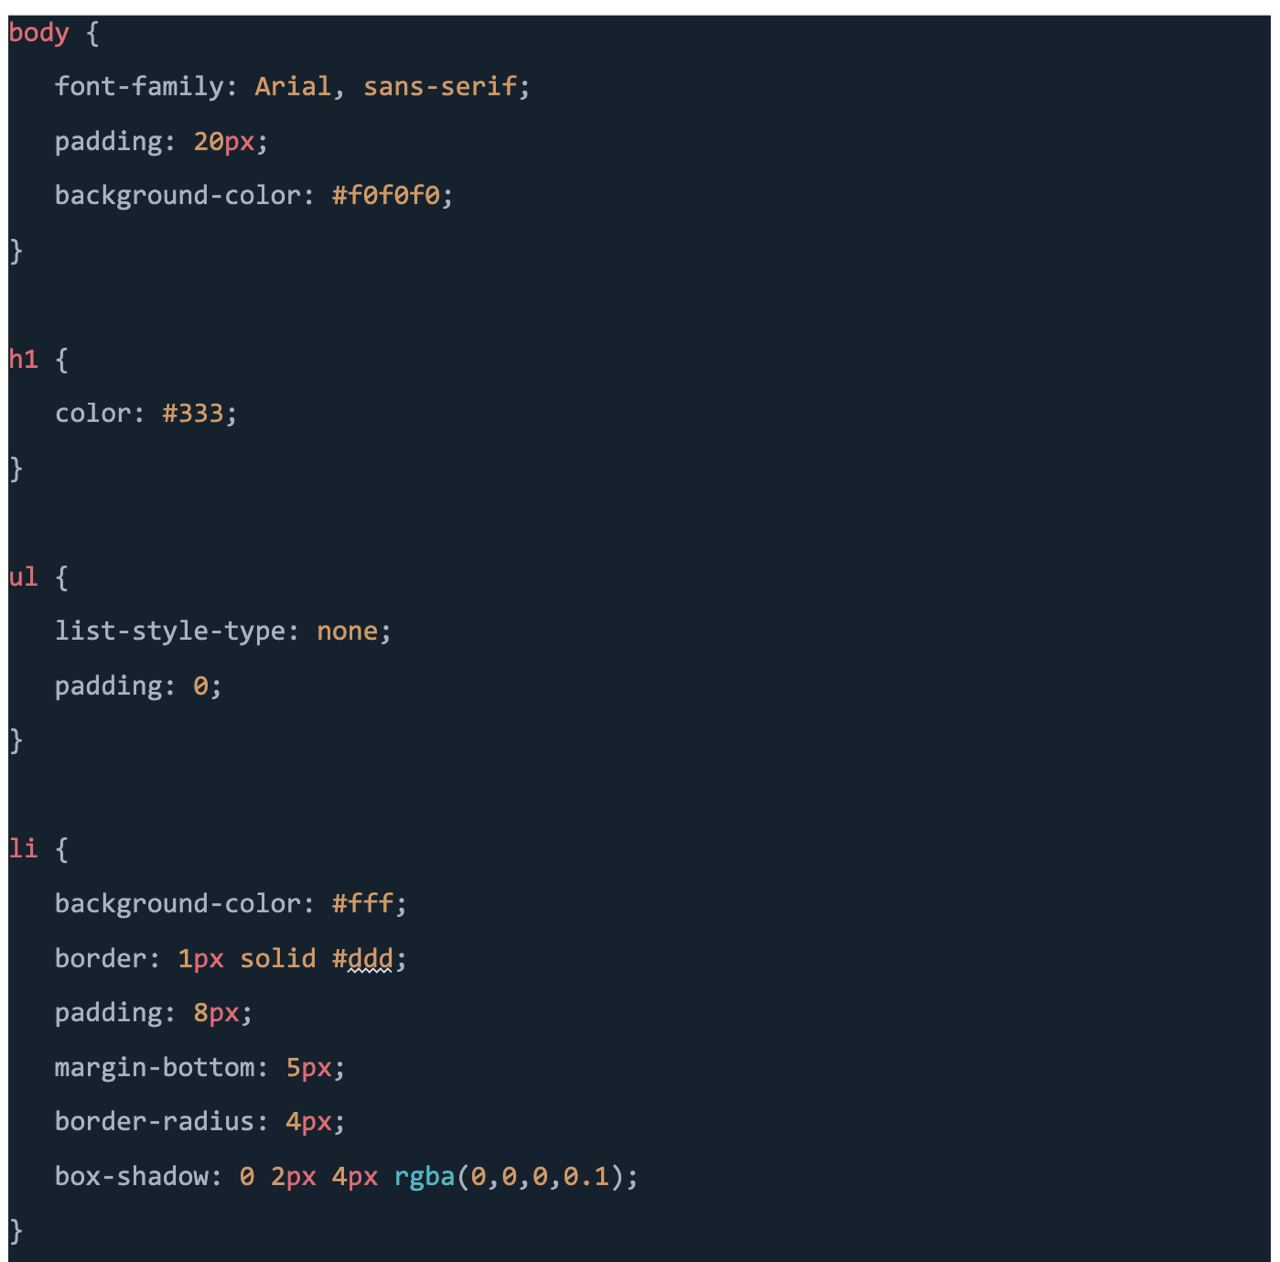 body {
   font-family: Arial, sans-serif;
   padding: 20px;
   background-color: #f0f0f0;
}
h1 {
   color: #333;
}
ul {
   list-style-type: none;
   padding: 0;
}
li {
   background-color: #fff;
   border: 1px solid #ddd;
   padding: 8px;
   margin-bottom: 5px;
   border-radius: 4px;
   box-shadow: 0 2px 4px rgba(0,0,0,0.1);
}